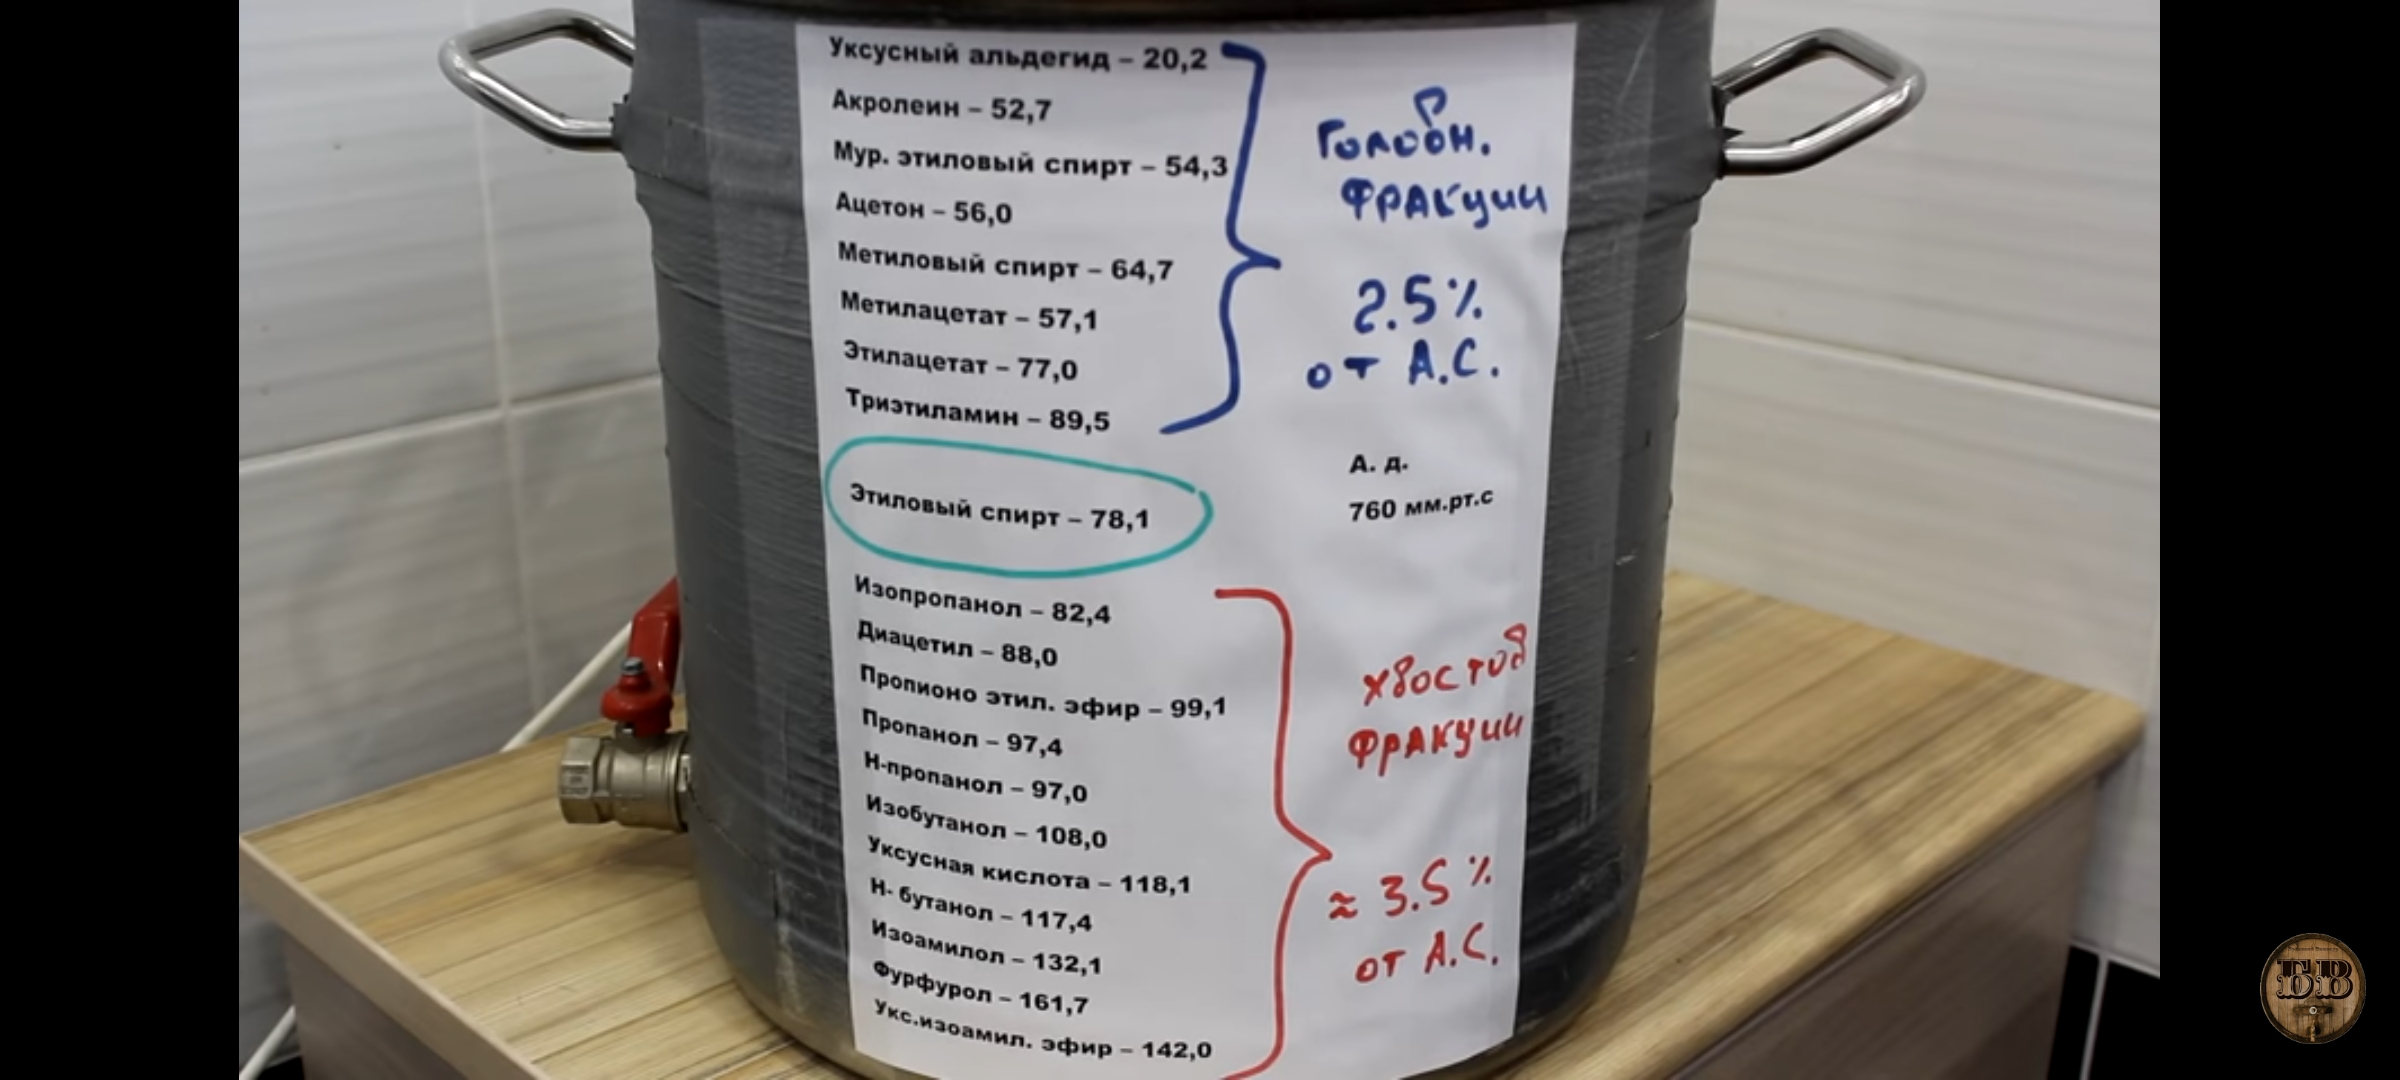 Уксусный альдегид – 20,2
Акролеин – 52,7
Мур. этиловый спирт – 54,3
Ацетон – 56,0
Метиловый спирт – 64,7
Метилацетат – 57,1
Этилацетат – 77,0
Триэтиламин – 89,5
Головн.
фракции
2.5%
от А.С.
А. д.
760 мм.рт.с
Этиловый спирт – 78,1
Изопропанол – 82,4
Диацетил – 88,0
Пропионо этил. эфир – 99,1
Пропанол – 97,4
Н-пропанол – 97,0
Изобутанол – 108,0
Уксусная кислота – 118,1
Н- бутанол – 117,4
Изоамилол – 132,1
Фурфурол – 161,7
Укс.изоамил. эфир – 142,0
хвостов
фракции
≈ 3.5%
от А.С.
БВ